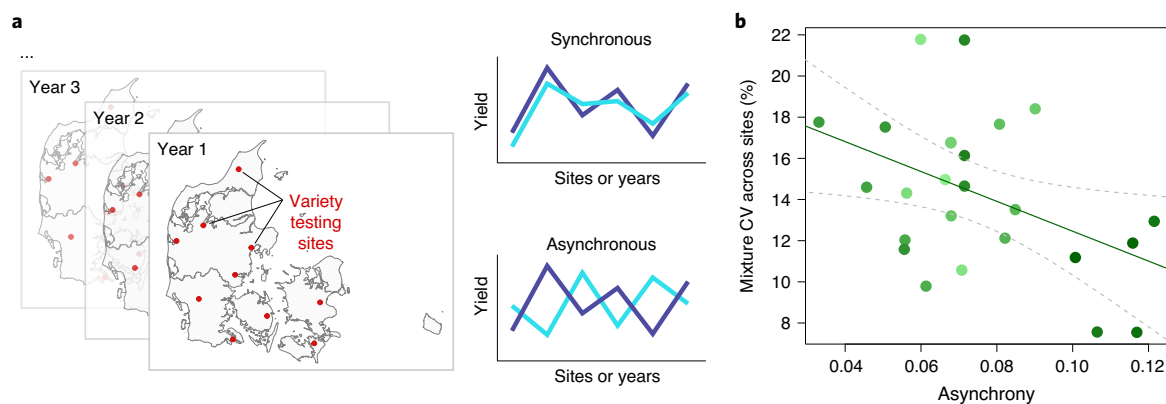 a
...
Year 3
Year 2
Year 1
Variety
testing
sites
Synchronous
Yield
Sites or years
Asynchronous
Yield
Sites or years
b
Mixture CV across sites (%)
22
20
18
16
14
12
10
8
0.04
0.06
0.08
0.10
0.12
Asynchrony